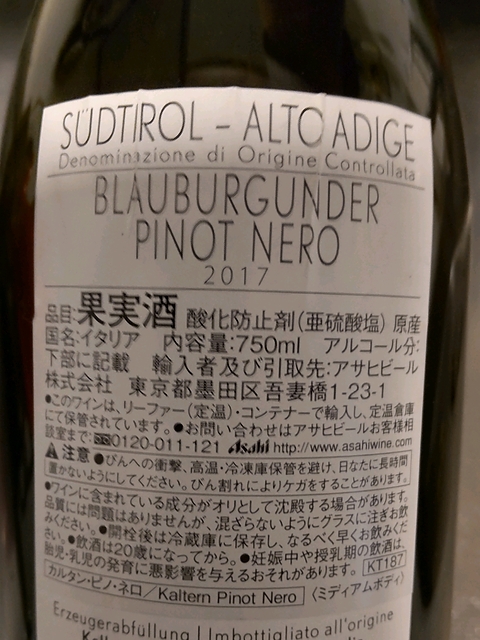 SÜDTIROL – ALTO ADIGE
Denominazione di Origine Controllata
BLAUBURGUNDER
PINOT NERO
2017
品目:果実酒 酸化防止剤(亜硫酸塩) 原産
国名:イタリア 内容量:750ml アルコール分:
下部に記載 輸入者及び引取先:アサヒビール
株式会社 東京都墨田区吾妻橋1-23-1
●このワインは、リーファー(定温)・コンテナーで輸入し、定温倉庫
にて保管されています。●お問い合わせはアサヒビールお客様相
談室まで:☎0120-011-121 Asahi http://www.asahiwine.com
⚠注意 ●びんへの衝撃、高温・冷凍庫保管を避け、日なたに長時間
置かないようにしてください。びん割れによりケガをすることがあります。
●ワインに含まれている成分がオリとして沈殿する場合があります。
品質には問題はありませんが、混ざらないようにグラスに注ぎお飲
みください。●開栓後は冷蔵庫に保存し、なるべく早くお飲みくだ
さい。●飲酒は20歳になってから。●妊娠中や授乳期の飲酒は、
胎児・乳児の発育に悪影響を与えるおそれがあります。 KT187
カルタン・ピノ・ネロ/Kaltern Pinot Nero 〈ミディアムボディ〉
Erzeugerabfüllung | Imbottigliato all'origine